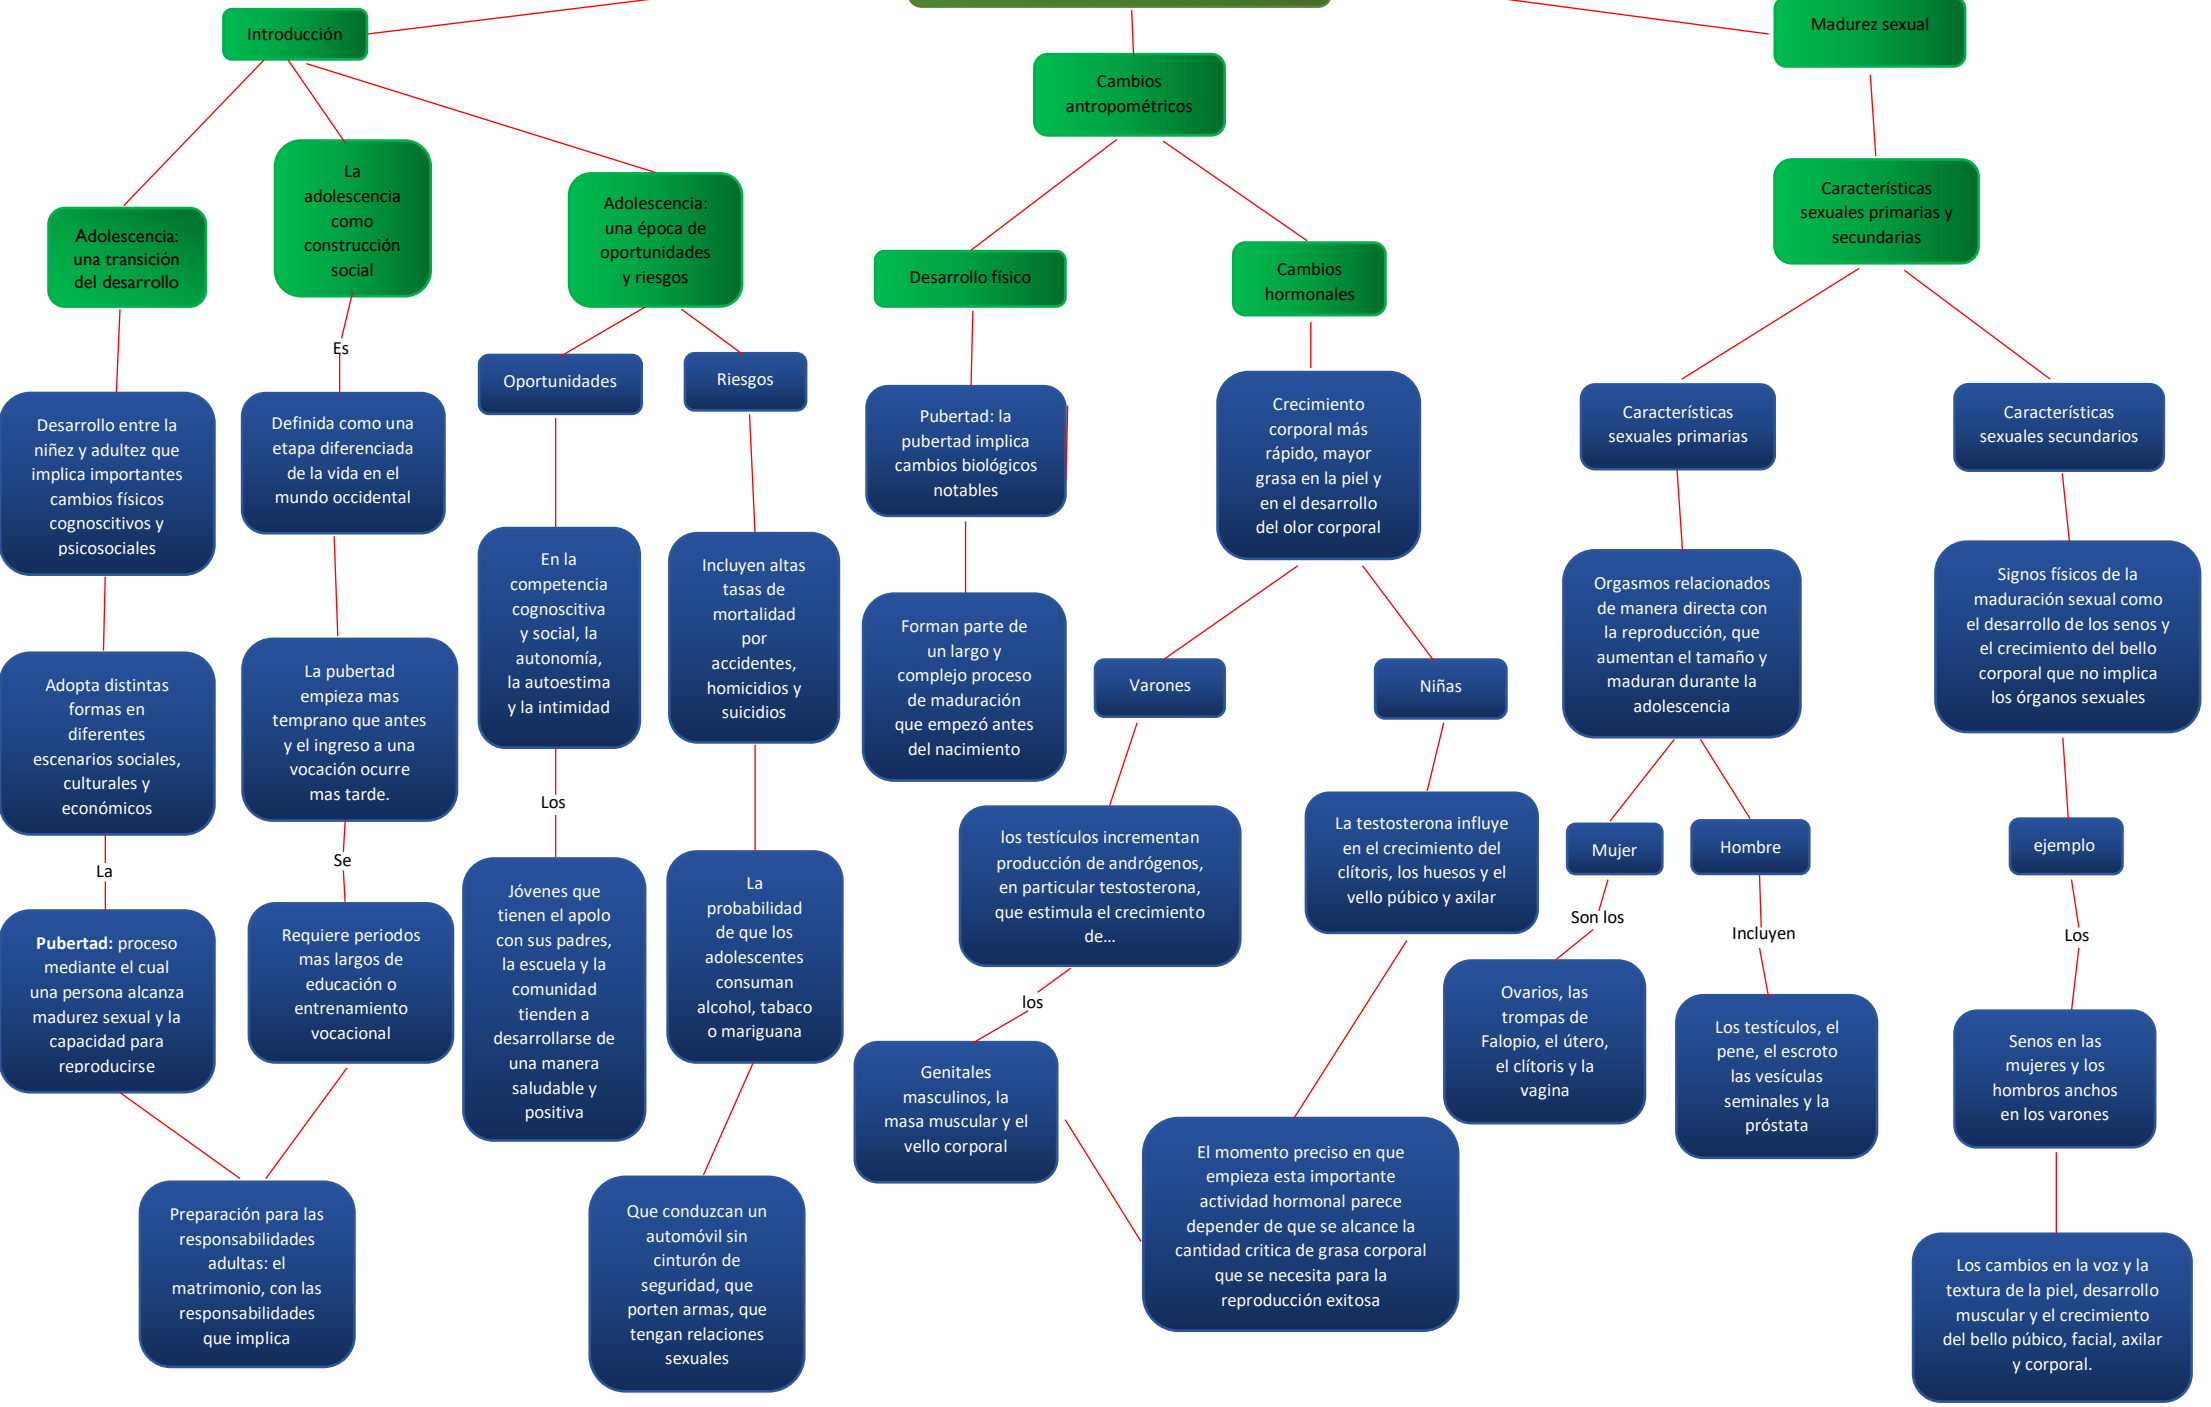 Introducción
Adolescencia:
una transición
del desarrollo
Desarrollo entre la
niñez y adultez que
implica importantes
cambios físicos
cognoscitivos y
psicosociales
Adopta distintas
formas en
diferentes
escenarios sociales,
culturales y
económicos
La
Pubertad: proceso
mediante el cual
una persona alcanza
madurez sexual y la
capacidad para
reproducirse
La
adolescencia
como
construcción
social
Es
Definida como una
etapa diferenciada
de la vida en el
mundo occidental
La pubertad
empieza mas
temprano que antes
y el ingreso a una
vocación ocurre
mas tarde.
Se
Requiere periodos
mas largos de
educación o
entrenamiento
vocacional
Preparación para las
responsabilidades
adultas: el
matrimonio, con las
responsabilidades
que implica
Adolescencia:
una época de
oportunidades
y riesgos
Oportunidades
En la
competencia
cognoscitiva
y social, la
autonomía,
la autoestima
y la intimidad
Los
Jóvenes que
tienen el apolo
con sus padres,
la escuela y la
comunidad
tienden a
desarrollarse de
una manera
saludable y
positiva
Riesgos
Incluyen altas
tasas de
mortalidad
por
accidentes,
homicidios y
suicidios
La
probabilidad
de que los
adolescentes
consuman
alcohol, tabaco
o mariguana
Que conduzcan un
automóvil sin
cinturón de
seguridad, que
porten armas, que
tengan relaciones
sexuales
Cambios
antropométricos
Desarrollo físico
Pubertad: la
pubertad implica
cambios biológicos
notables
Forman parte de
un largo y
complejo proceso
de maduración
que empezó antes
del nacimiento
Cambios
hormonales
Crecimiento
corporal más
rápido, mayor
grasa en la piel y
en el desarrollo
del olor corporal
Varones
los testículos incrementan
producción de andrógenos,
en particular testosterona,
que estimula el crecimiento
de...
los
Genitales
masculinos, la
masa muscular y el
vello corporal
Niñas
La testosterona influye
en el crecimiento del
clítoris, los huesos y el
vello púbico y axilar
El momento preciso en que
empieza esta importante
actividad hormonal parece
depender de que se alcance la
cantidad critica de grasa corporal
que se necesita para la
reproducción exitosa
Madurez sexual
Características
sexuales primarias y
secundarias
Características
sexuales primarias
Orgasmos relacionados
de manera directa con
la reproducción, que
aumentan el tamaño y
maduran durante la
adolescencia
Mujer
Son los
Ovarios, las
trompas de
Falopio, el útero,
el clítoris y la
vagina
Hombre
Incluyen
Los testículos, el
pene, el escroto
las vesículas
seminales y la
próstata
Características
sexuales secundarios
Signos físicos de la
maduración sexual como
el desarrollo de los senos y
el crecimiento del bello
corporal que no implica
los órganos sexuales
ejemplo
Los
Senos en las
mujeres y los
hombros anchos
en los varones
Los cambios en la voz y la
textura de la piel, desarrollo
muscular y el crecimiento
del bello púbico, facial, axilar
y corporal.